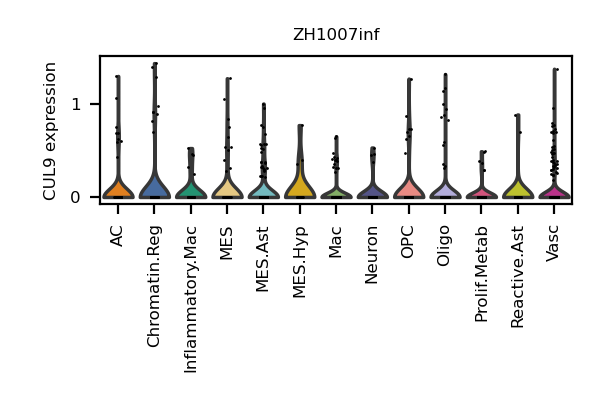 ZH1007inf
CUL9 expression
1
0
AC
Chromatin.Reg
Inflammatory.Mac
MES
MES.Ast
MES.Hyp
Mac
Neuron
OPC
Oligo
Prolif.Metab
Reactive.Ast
Vasc